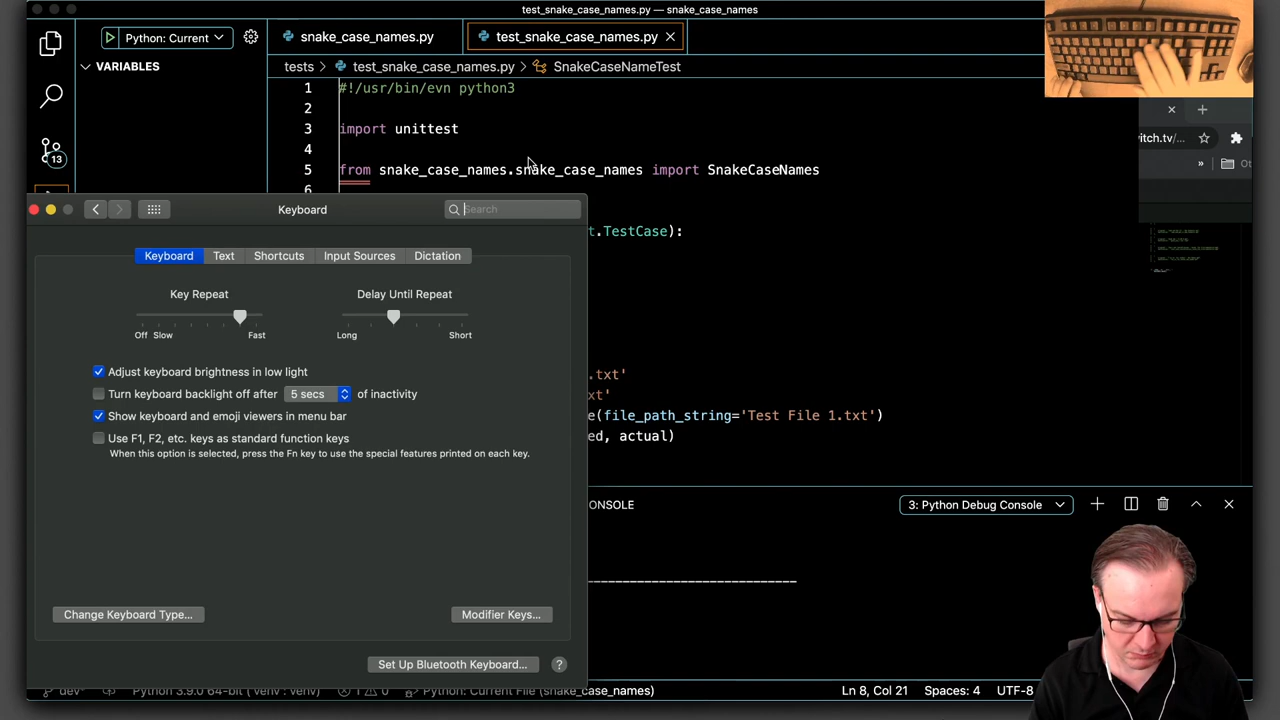 test_snake_case_names.py — snake_case_names
Python: Current
snake_case_names.py
test_snake_case_names.py
VARIABLES
tests > test_snake_case_names.py > SnakeCaseNameTest
1 #!/usr/bin/evn python3
2
3 import unittest
4
5 from snake_case_names.snake_case_names import SnakeCaseNames
6
witch.tv/
»
13
Keyboard
Search
t.TestCase):
Keyboard Text Shortcuts Input Sources Dictation
Key Repeat
Delay Until Repeat
Off Slow Fast
Long Short
Adjust keyboard brightness in low light
.txt'
Turn keyboard backlight off after 5 secs of inactivity
xt'
Show keyboard and emoji viewers in menu bar
e(file_path_string='Test File 1.txt')
Use F1, F2, etc. keys as standard function keys
ed, actual)
When this option is selected, press the Fn key to use the special features printed on each key.
ONSOLE
3: Python Debug Console
----------------------------
Change Keyboard Type...
Modifier Keys...
Set Up Bluetooth Keyboard... ?
dev*
Python 3.9.0 64-bit ('venv': venv)
1 0
Python: Current File (snake_case_names)
Ln 8, Col 21
Spaces: 4
UTF-8